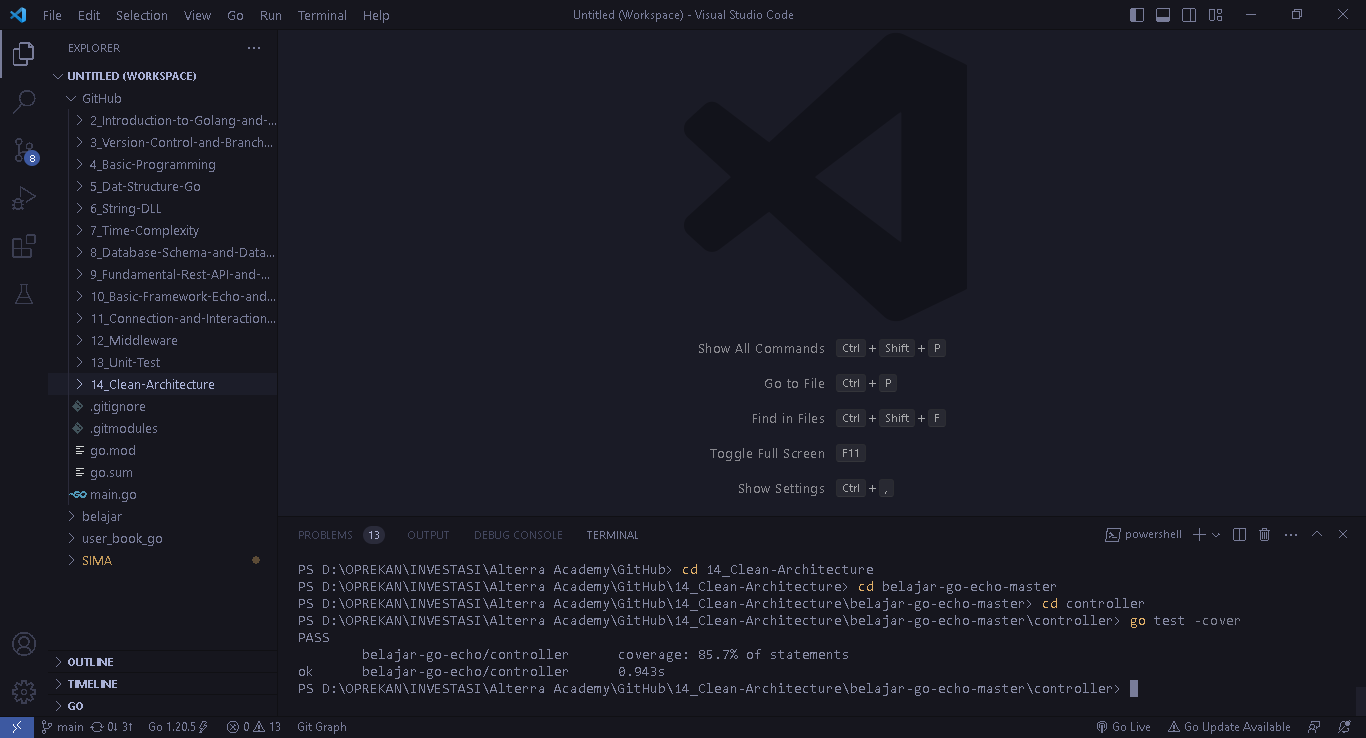 File Edit Selection View Go Run Terminal Help
Untitled (Workspace) - Visual Studio Code
EXPLORER
UNTITLED (WORKSPACE)
GitHub
2_Introduction-to-Golang-and-...
3_Version-Control-and-Branch...
4_Basic-Programming
5_Dat-Structure-Go
6_String-DLL
7_Time-Complexity
8_Database-Schema-and-Data...
9_Fundamental-Rest-API-and-...
10_Basic-Framework-Echo-and...
11_Connection-and-Interaction...
12_Middleware
13_Unit-Test
14_Clean-Architecture
.gitignore
.gitmodules
go.mod
go.sum
main.go
belajar
user_book_go
SIMA
OUTLINE
TIMELINE
GO
8
Show All Commands Ctrl + Shift + P
Go to File Ctrl + P
Find in Files Ctrl + Shift + F
Toggle Full Screen F11
Show Settings Ctrl + ,
PROBLEMS 13 OUTPUT DEBUG CONSOLE TERMINAL
powershell
PS D:\OPREKAN\INVESTASI\Alterra Academy\GitHub> cd 14_Clean-Architecture
PS D:\OPREKAN\INVESTASI\Alterra Academy\GitHub\14_Clean-Architecture> cd belajar-go-echo-master
PS D:\OPREKAN\INVESTASI\Alterra Academy\GitHub\14_Clean-Architecture\belajar-go-echo-master> cd controller
PS D:\OPREKAN\INVESTASI\Alterra Academy\GitHub\14_Clean-Architecture\belajar-go-echo-master\controller> go test -cover
PASS
belajar-go-echo/controller coverage: 85.7% of statements
ok belajar-go-echo/controller 0.943s
PS D:\OPREKAN\INVESTASI\Alterra Academy\GitHub\14_Clean-Architecture\belajar-go-echo-master\controller>
main 0↓ 3↑ Go 1.20.5 0 13 Git Graph
Go Live Go Update Available